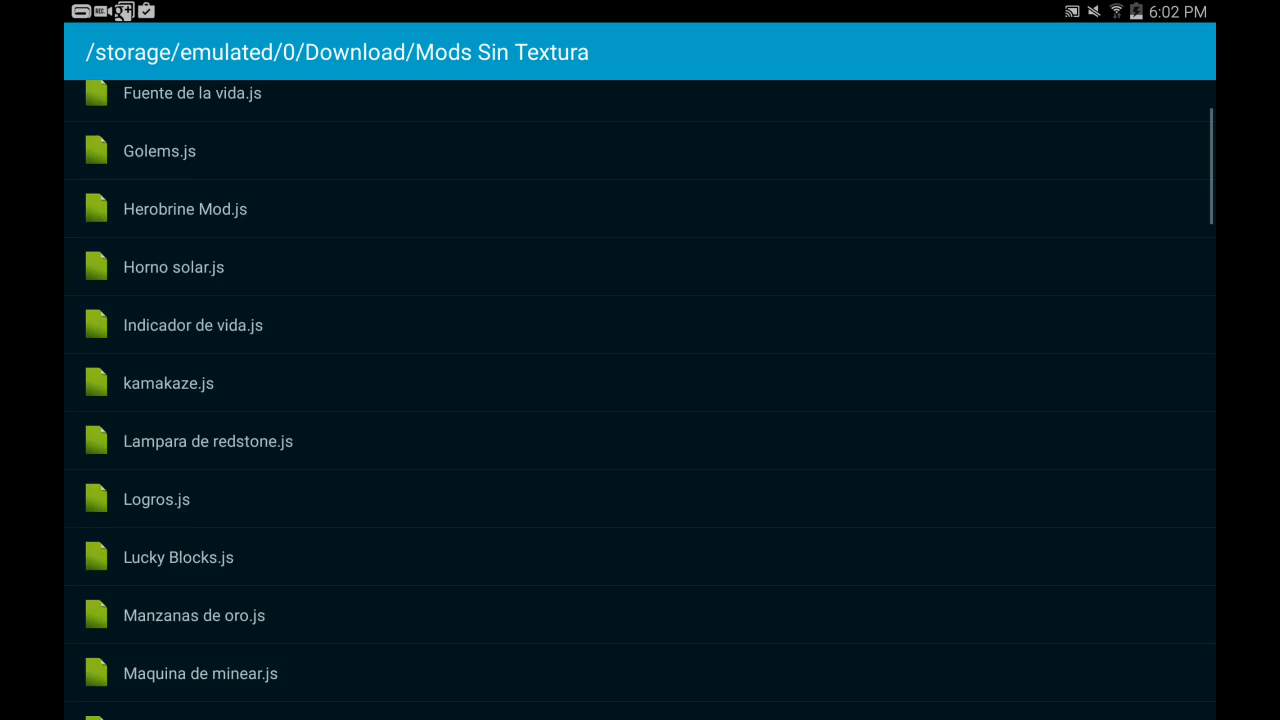 6:02 PM
/storage/emulated/0/Download/Mods Sin Textura
Fuente de la vida.js
Golems.js
Herobrine Mod.js
Horno solar.js
Indicador de vida.js
kamakaze.js
Lampara de redstone.js
Logros.js
Lucky Blocks.js
Manzanas de oro.js
Maquina de minear.js